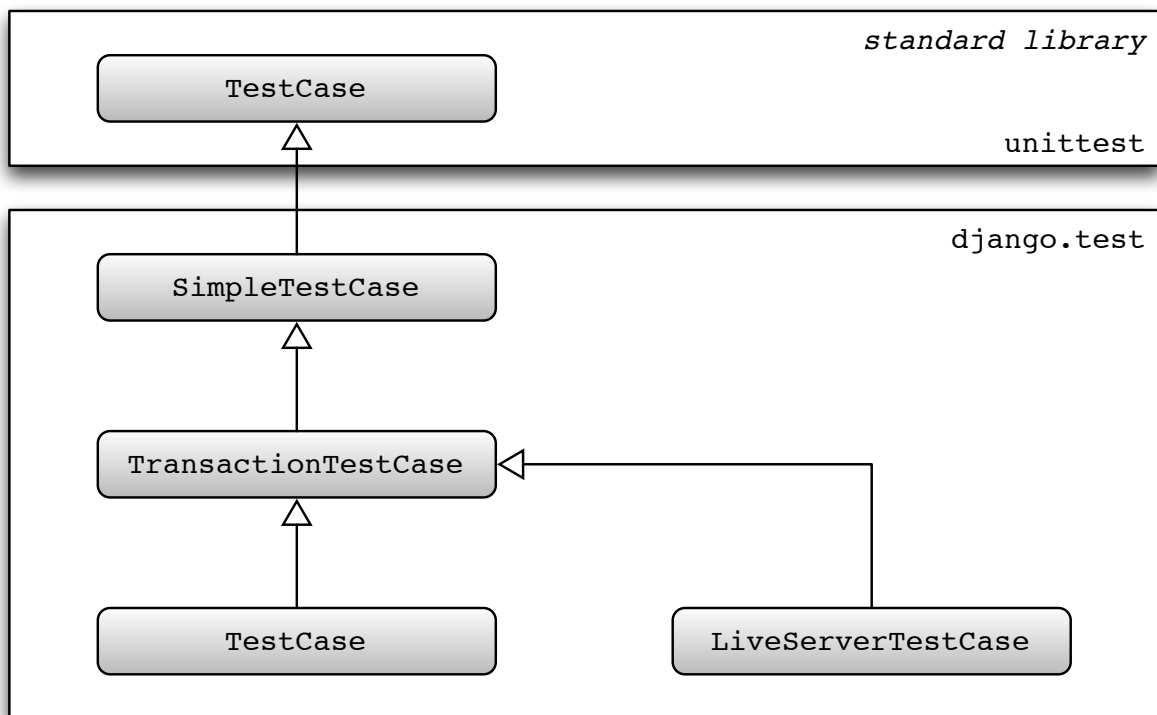 standard library
TestCase
unittest
django.test
SimpleTestCase
TransactionTestCase
TestCase
LiveServerTestCase